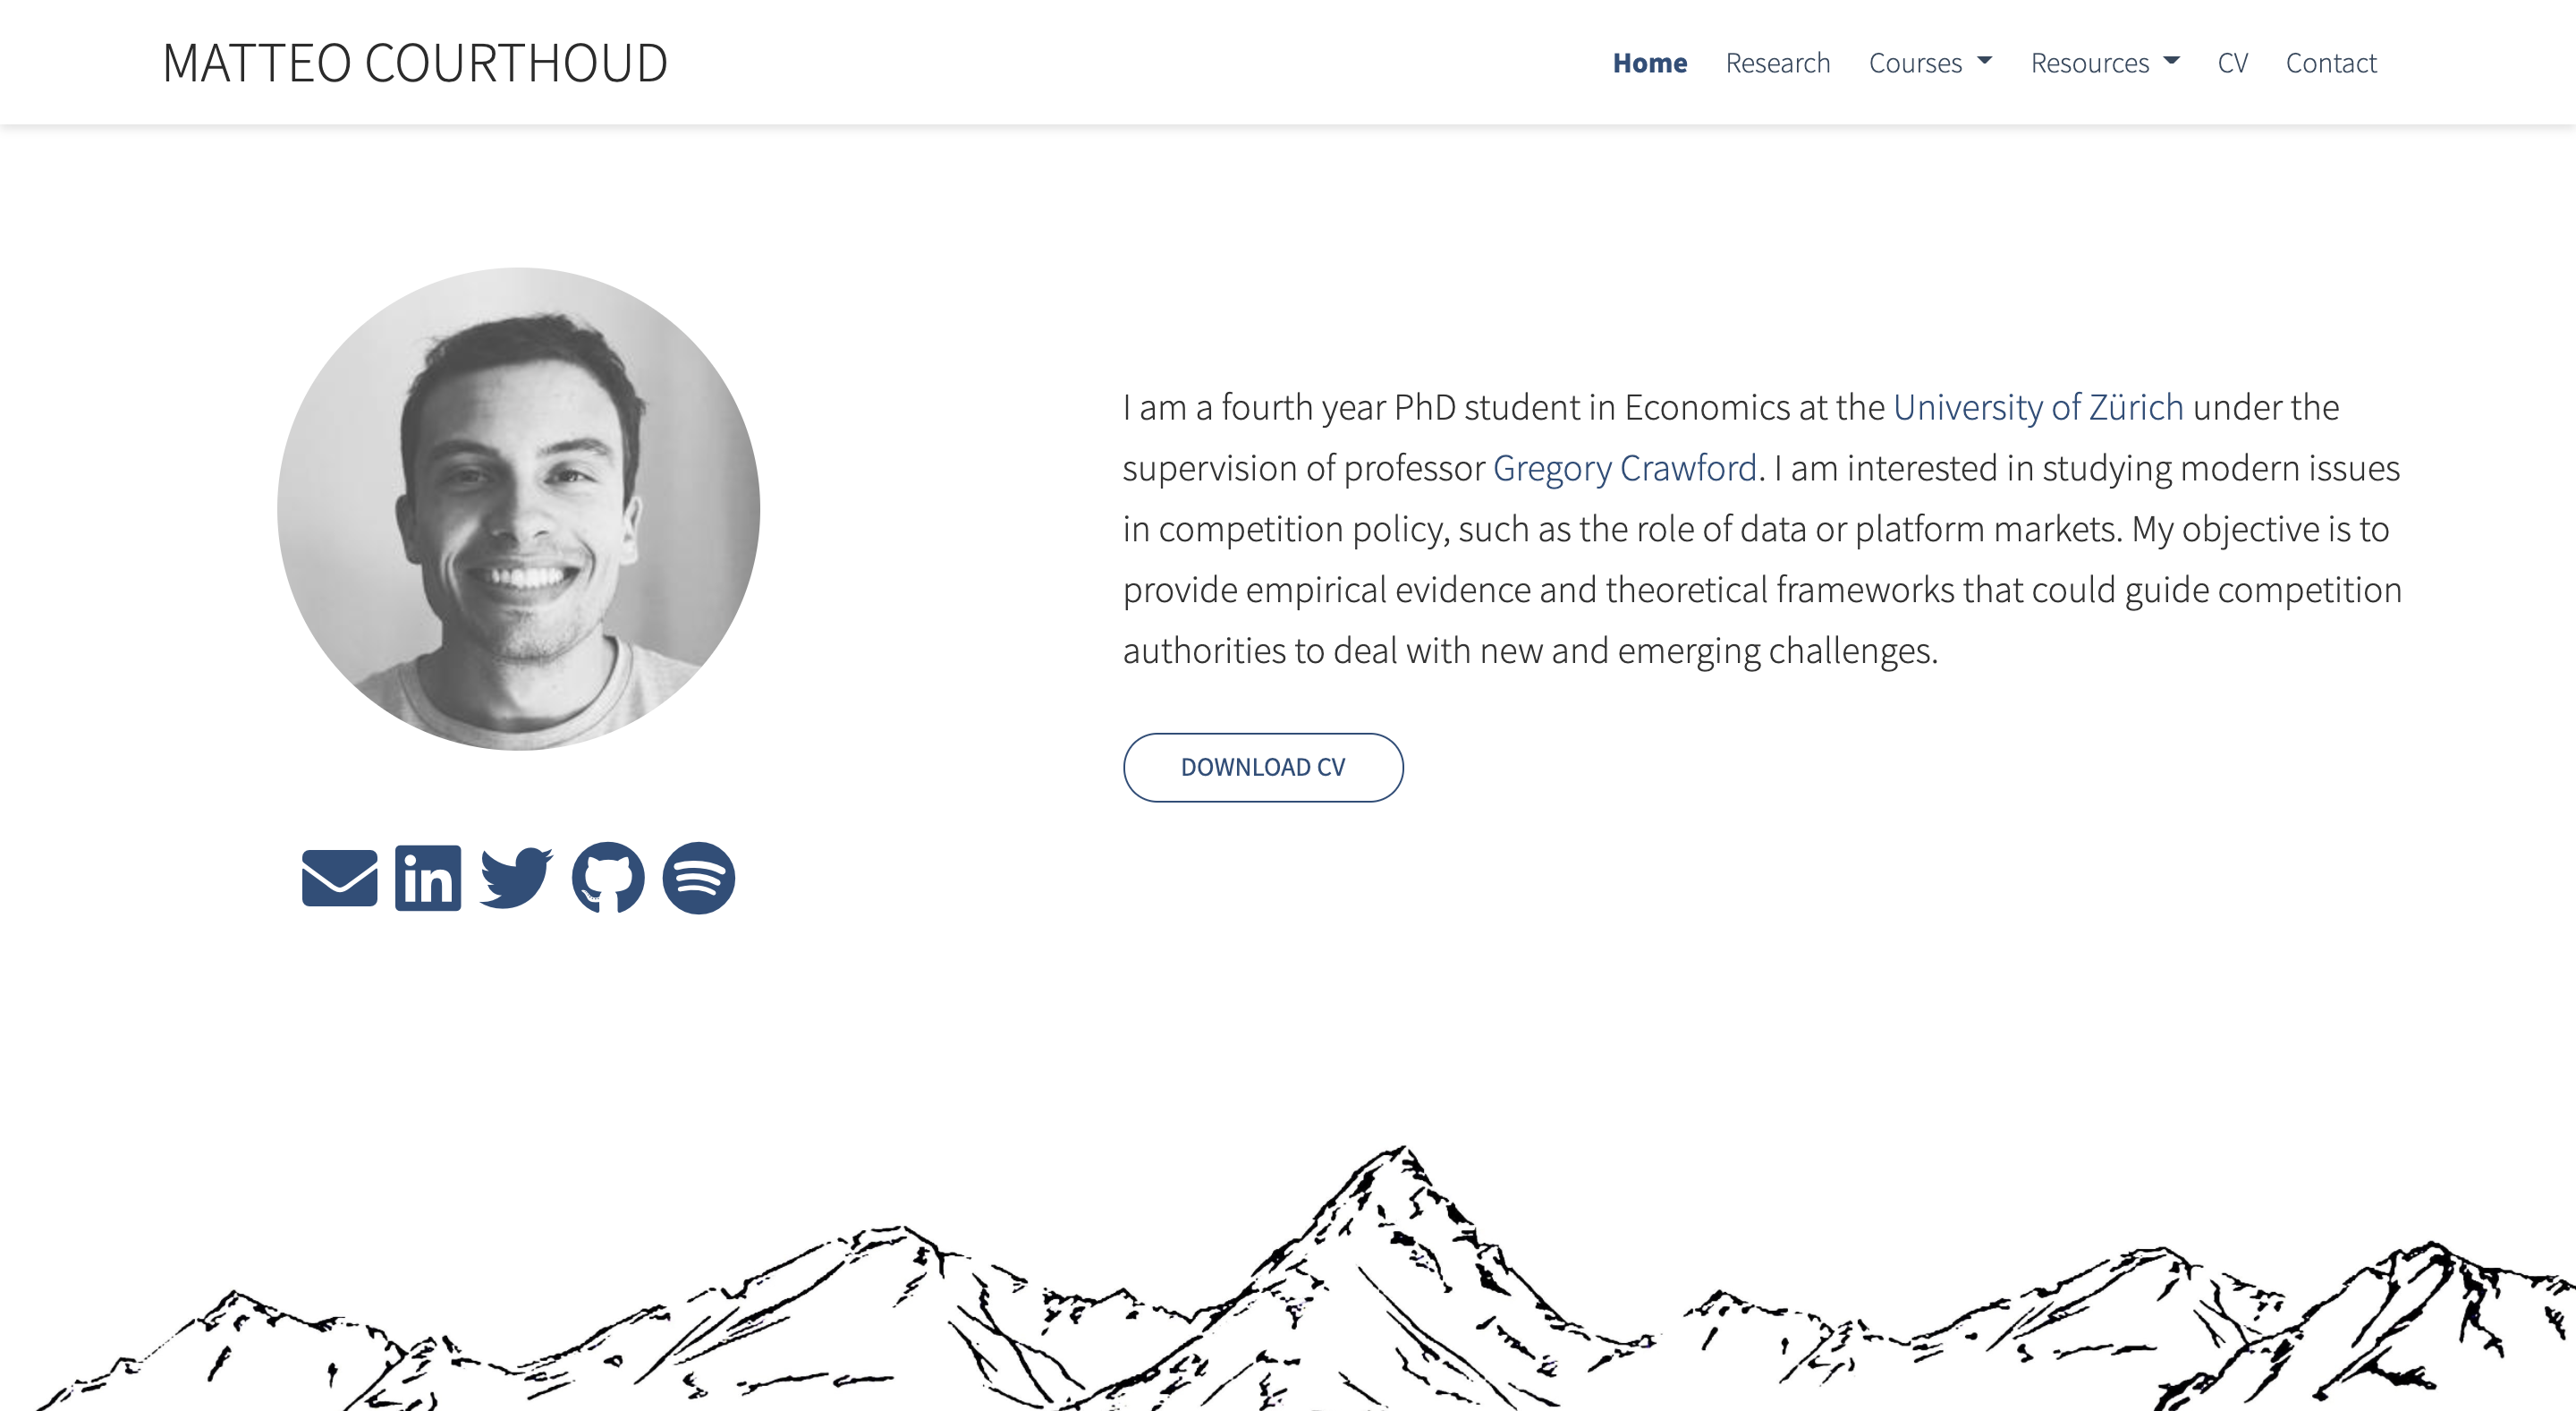 MATTEO COURTHOUD
Home Research Courses Resources CV Contact
I am a fourth year PhD student in Economics at the University of Zürich under the
supervision of professor Gregory Crawford. I am interested in studying modern issues
in competition policy, such as the role of data or platform markets. My objective is to
provide empirical evidence and theoretical frameworks that could guide competition
authorities to deal with new and emerging challenges.
DOWNLOAD CV
in